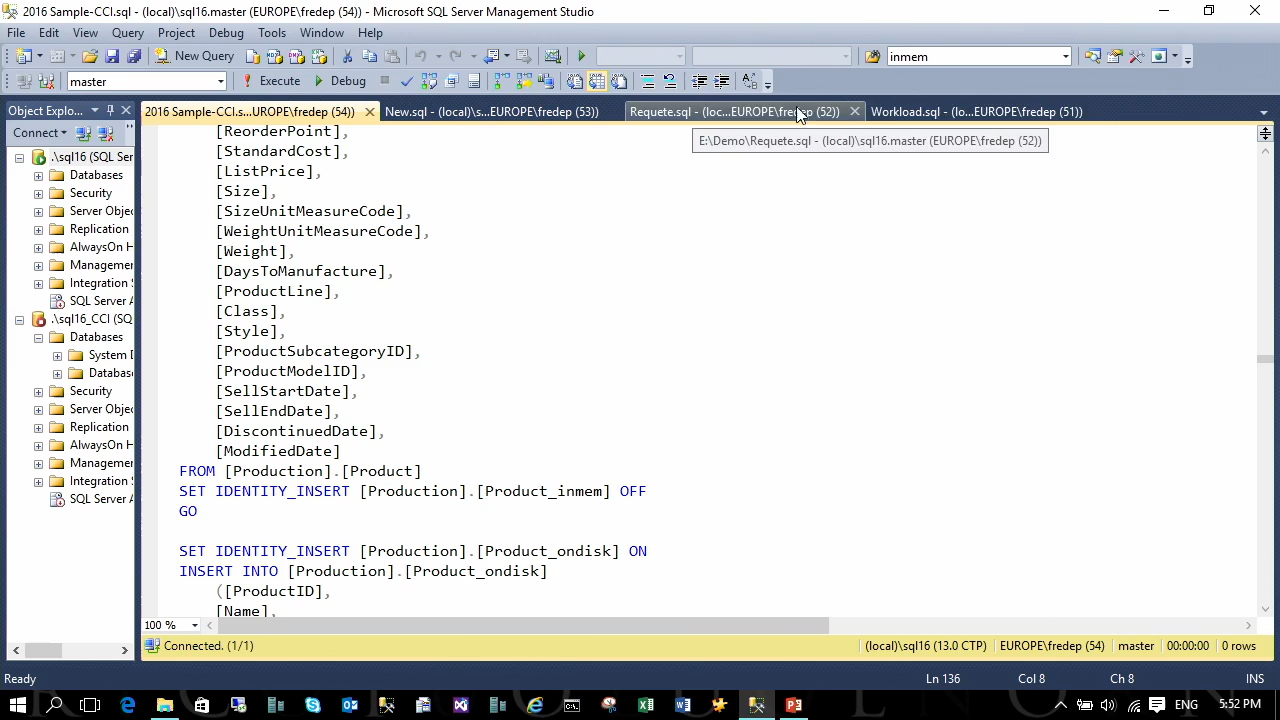 2016 Sample-CCI.sql - (local)\sql16.master (EUROPE\fredep (54)) - Microsoft SQL Server Management Studio
File Edit View Query Project Debug Tools Window Help
New Query inmem
master Execute Debug
Object Explo... 2016 Sample-CCI.s...UROPE\fredep (54)) New.sql - (local)\s...EUROPE\fredep (53)) Requete.sql - (loc...EUROPE\fredep (52)) Workload.sql - (lo...EUROPE\fredep (51))
Connect
E:\Demo\Requete.sql - (local)\sql16.master (EUROPE\fredep (52))
.\sql16 (SQL Ser
Databases
Security
Server Objec
Replication
AlwaysOn H
Managemen
Integration S
SQL Server A
.\sql16_CCI (SQ
Databases
System D
Databas
Security
Server Objec
Replication
AlwaysOn H
Managemen
Integration S
SQL Server A
[ReorderPoint],
[StandardCost],
[ListPrice],
[Size],
[SizeUnitMeasureCode],
[WeightUnitMeasureCode],
[Weight],
[DaysToManufacture],
[ProductLine],
[Class],
[Style],
[ProductSubcategoryID],
[ProductModelID],
[SellStartDate],
[SellEndDate],
[DiscontinuedDate],
[ModifiedDate]
FROM [Production].[Product]
SET IDENTITY_INSERT [Production].[Product_inmem] OFF
GO
SET IDENTITY_INSERT [Production].[Product_ondisk] ON
INSERT INTO [Production].[Product_ondisk]
([ProductID],
[Name],
100 %
Connected. (1/1) (local)\sql16 (13.0 CTP) EUROPE\fredep (54) master 00:00:00 0 rows
Ready Ln 136 Col 8 Ch 8 INS
ENG 5:52 PM